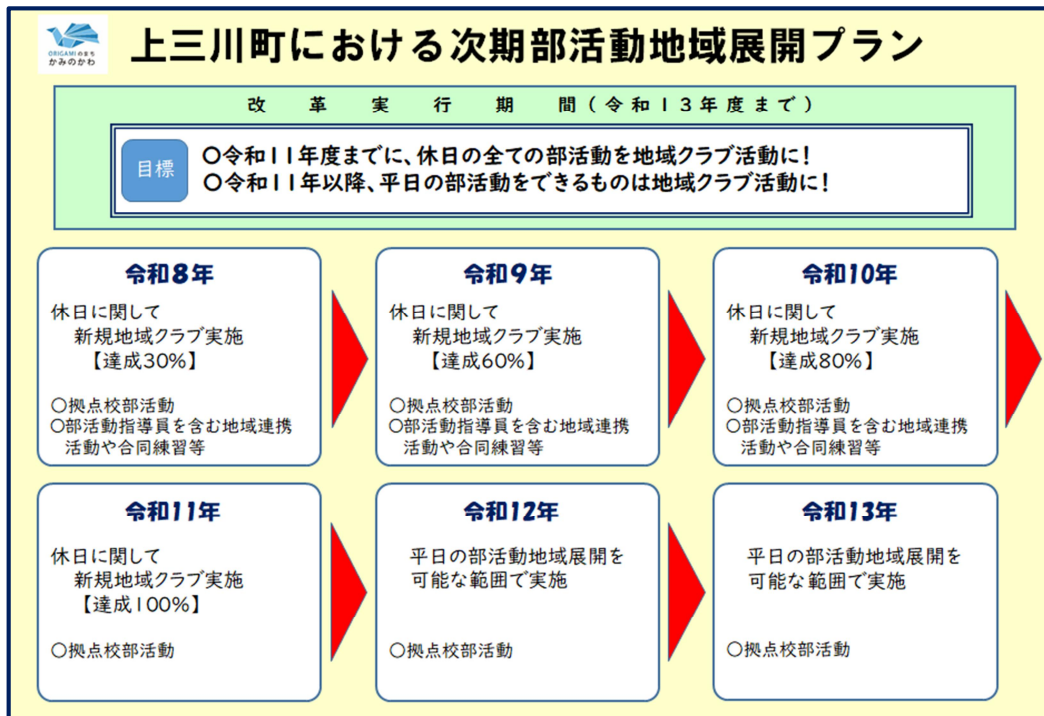 ORIGAMIのまち
かみのかわ
上三川町における次期部活動地域展開プラン
改革実行期間(令和13年度まで)
目標
〇令和11年度までに、休日の全ての部活動を地域クラブ活動に!
〇令和11年以降、平日の部活動をできるものは地域クラブ活動に!
令和8年
休日に関して
新規地域クラブ実施
【達成30%】
〇拠点校部活動
〇部活動指導員を含む地域連携
活動や合同練習等
令和9年
休日に関して
新規地域クラブ実施
【達成60%】
〇拠点校部活動
〇部活動指導員を含む地域連携
活動や合同練習等
令和10年
休日に関して
新規地域クラブ実施
【達成80%】
〇拠点校部活動
〇部活動指導員を含む地域連携
活動や合同練習等
令和11年
休日に関して
新規地域クラブ実施
【達成100%】
〇拠点校部活動
令和12年
平日の部活動地域展開を
可能な範囲で実施
〇拠点校部活動
令和13年
平日の部活動地域展開を
可能な範囲で実施
〇拠点校部活動